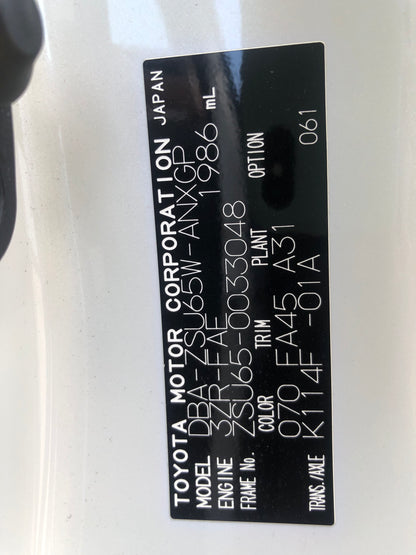 TOYOTA MOTOR CORPORATION JAPAN
MODEL DBA-ZSU65W-ANXGP
ENGINE 3ZR-FAE 1986 mL
FRAME No. ZSU65-0033048
COLOR TRIM PLANT OPTION
070 FA45 A31
TRANS./AXLE K114F -01A 061